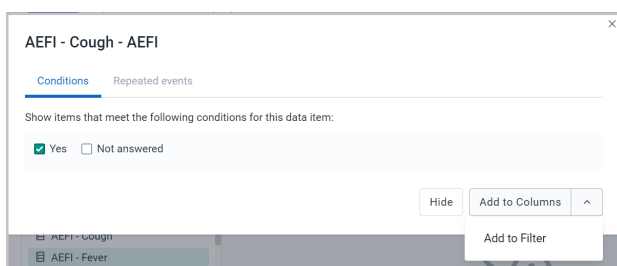 AEFI - Cough - AEFI
Conditions Repeated events
Show items that meet the following conditions for this data item:
Yes Not answered
Hide Add to Columns
Add to Filter
AEFI - Cough
AEFI - Fever